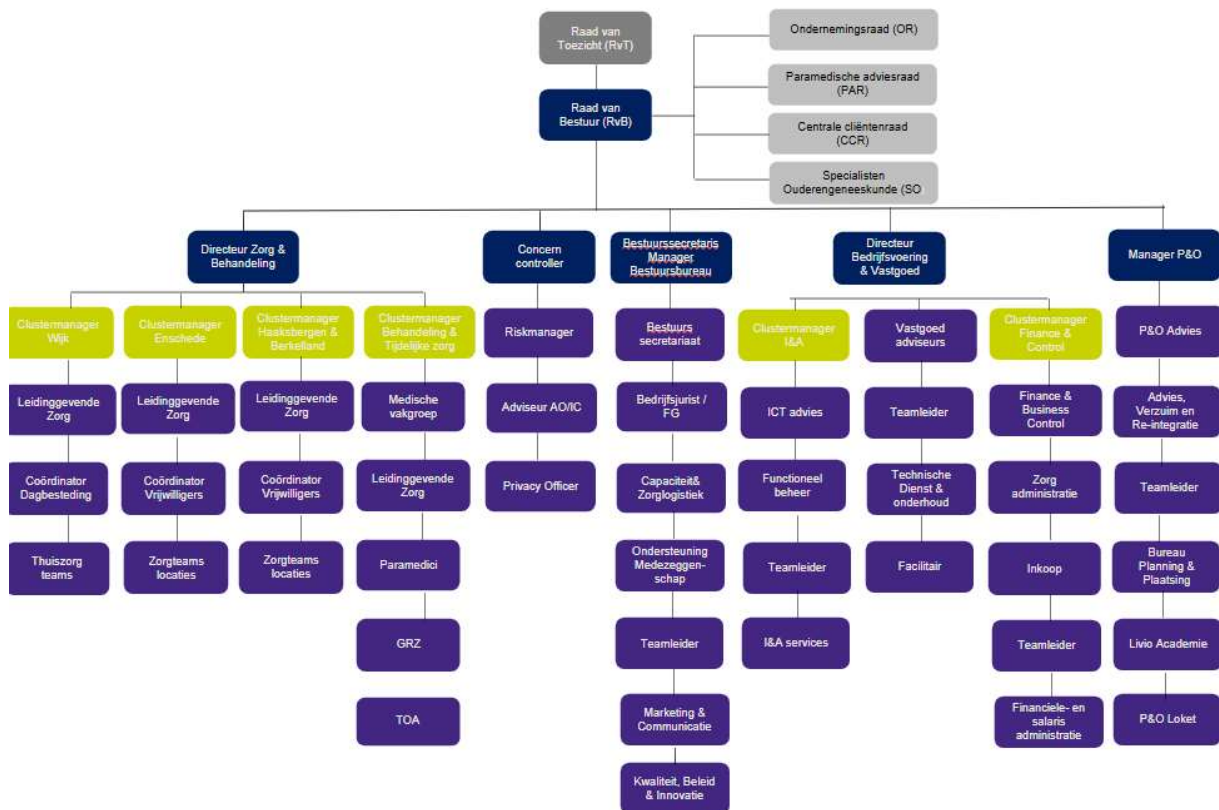 Raad van
Toezicht (RvT)
Ondernemingsraad (OR)
Paramedische adviesraad
(PAR)
Raad van
Bestuur (RvB)
Centrale cliëntenraad
(CCR)
Specialisten
Ouderengeneeskunde (SO
Directeur Zorg &
Behandeling
Concern
controller
Bestuurssecretaris
Manager
Bestuursbureau
Directeur
Bedrijfsvoering
& Vastgoed
Manager P&O
Clustermanager
Wijk
Clustermanager
Enschede
Clustermanager
Haaksbergen &
Berkelland
Clustermanager
Behandeling &
Tijdelijke zorg
Riskmanager
Bestuurs
secretariaat
Clustermanager
I&A
Vastgoed
adviseurs
Clustermanager
Finance &
Control
P&O Advies
Leidinggevende
Zorg
Leidinggevende
Zorg
Leidinggevende
Zorg
Medische
vakgroep
Adviseur AO/IC
Bedrijfsjurist /
FG
ICT advies
Teamleider
Finance &
Business
Control
Advies,
Verzuim en
Re-integratie
Coördinator
Dagbesteding
Coördinator
Vrijwilligers
Coördinator
Vrijwilligers
Leidinggevende
Zorg
Privacy Officer
Capaciteit&
Zorglogistiek
Functioneel
beheer
Technische
Dienst &
onderhoud
Zorg
administratie
Teamleider
Thuiszorg
teams
Zorgteams
locaties
Zorgteams
locaties
Paramedici
Ondersteuning
Medezeggen-
schap
Teamleider
Facilitair
Inkoop
Bureau
Planning &
Plaatsing
GRZ
Teamleider
I&A services
Teamleider
Livio Academie
TOA
Marketing &
Communicatie
Financiele- en
salaris
administratie
P&O Loket
Kwaliteit, Beleid
& Innovatie